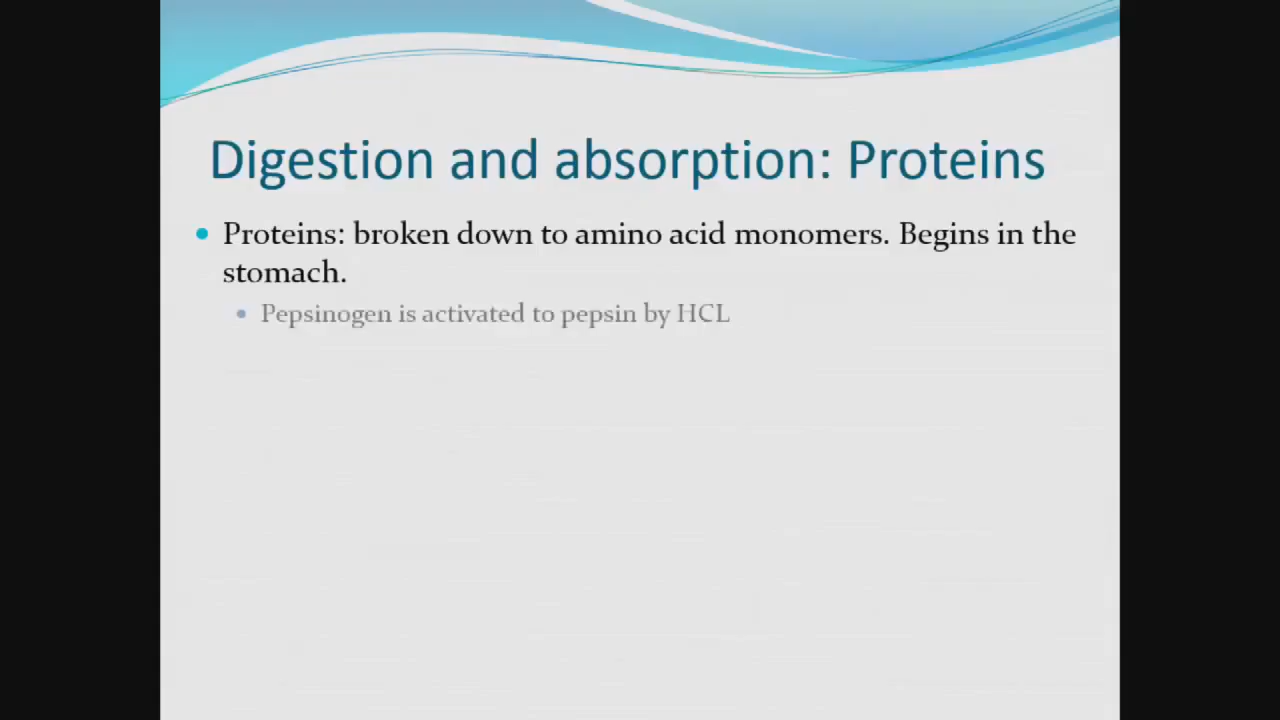 Digestion and absorption: Proteins
Proteins: broken down to amino acid monomers. Begins in the
stomach.
Pepsinogen is activated to pepsin by HCL